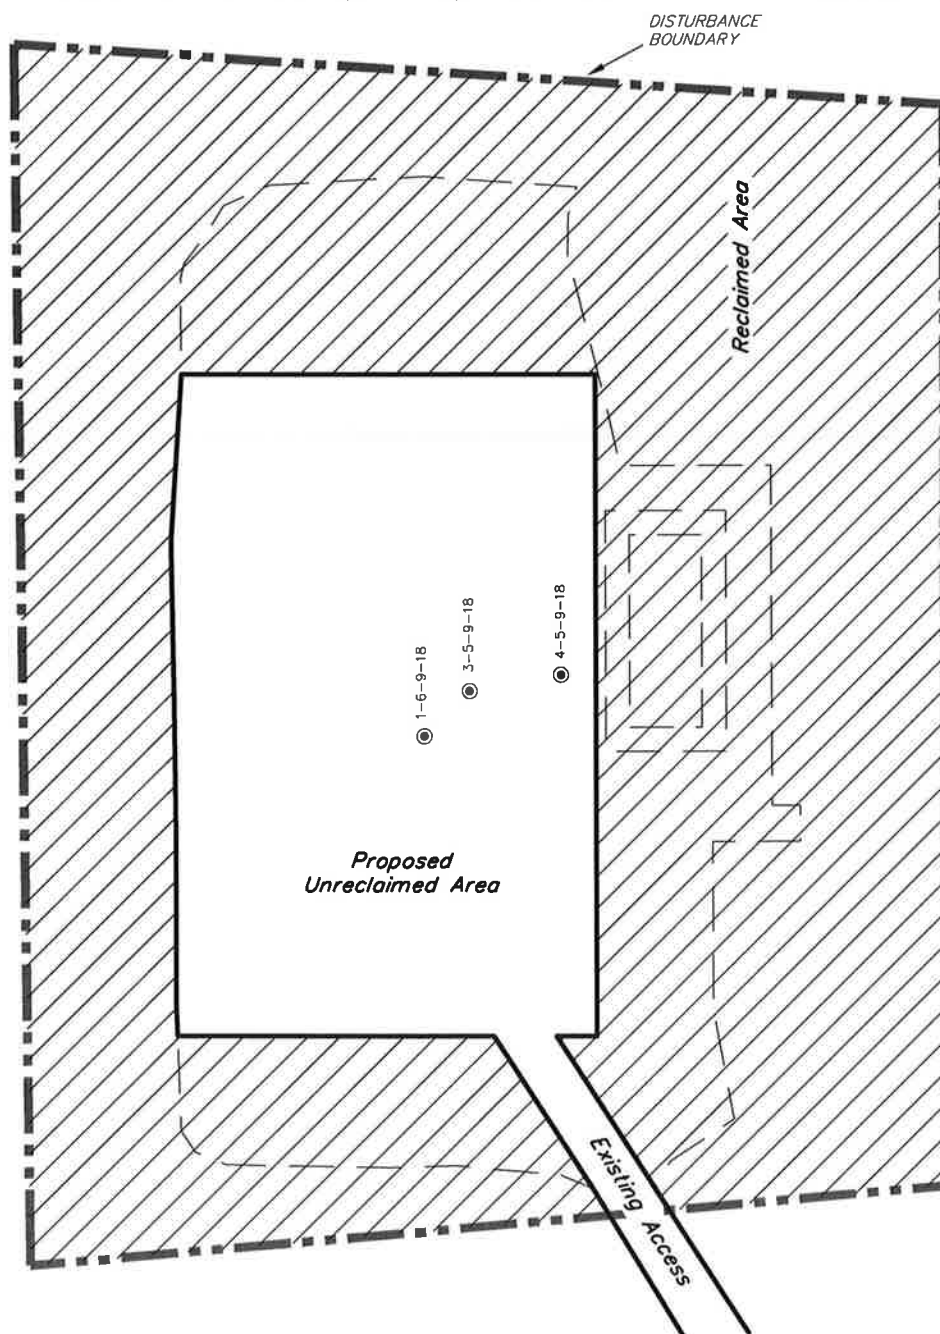 DISTURBANCE
BOUNDARY
Reclaimed Area
4-5-9-18
3-5-9-18
1-6-9-18
Proposed
Unreclaimed Area
Existing Access